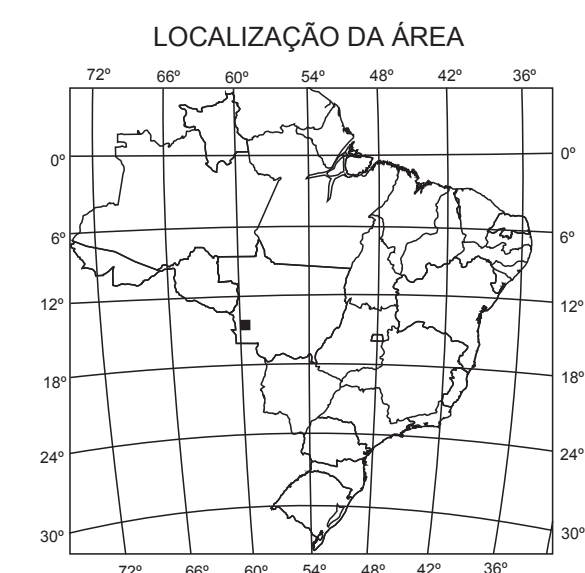 LOCALIZAÇÃO DA ÁREA
72º 66º 60º 54º 48º 42º 36º
0º 0º
6º 6º
12º 12º
18º 18º
24º 24º
30º 30º
72º 66º 60º 54º 48º 42º 36º